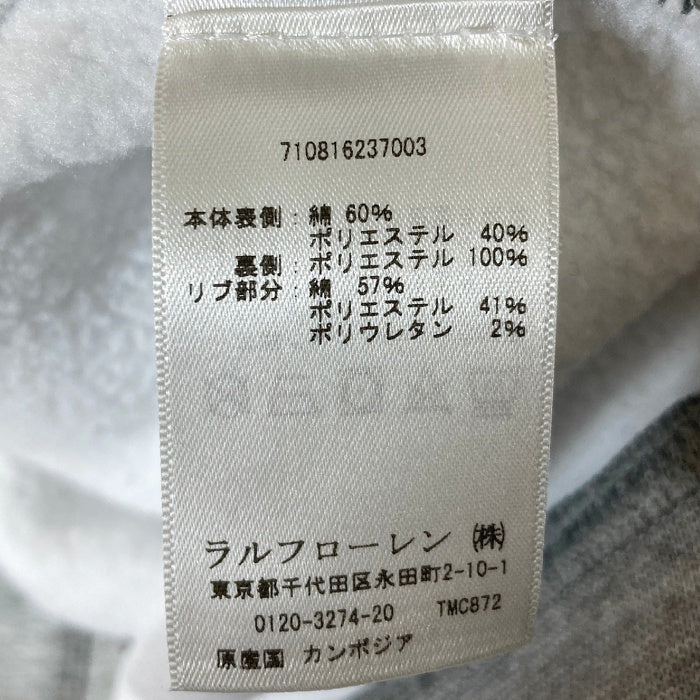 710816237003
本体表側：綿 60%
ポリエステル 40%
裏側：ポリエステル 100%
リブ部分：綿 57%
ポリエステル 41%
ポリウレタン 2%
ラルフローレン ㈱
東京都千代田区永田町2-10-1
0120-3274-20 TMC872
原産国 カンボジア